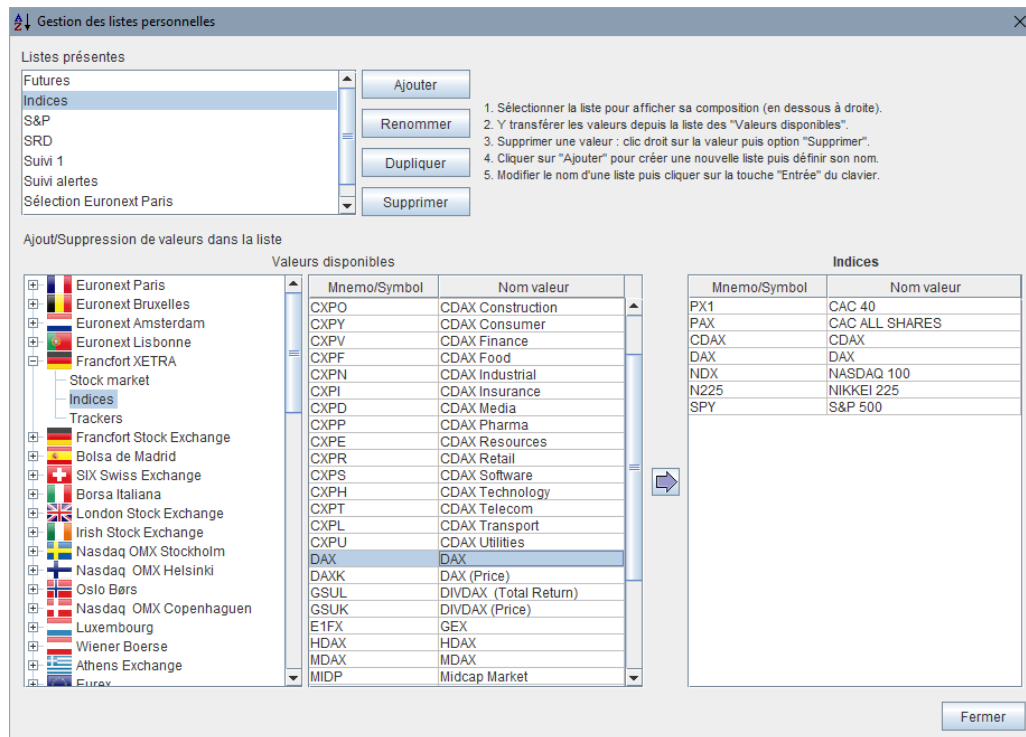 Gestion des listes personnelles
Listes présentes
Futures
Indices
S&P
SRD
Suivi 1
Suivi alertes
Sélection Euronext Paris
Ajouter
Renommer
Dupliquer
Supprimer
1. Sélectionner la liste pour afficher sa composition (en dessous à droite).
2. Y transférer les valeurs depuis la liste des "Valeurs disponibles".
3. Supprimer une valeur : clic droit sur la valeur puis option "Supprimer".
4. Cliquer sur "Ajouter" pour créer une nouvelle liste puis définir son nom.
5. Modifier le nom d'une liste puis cliquer sur la touche "Entrée" du clavier.
Ajout/Suppression de valeurs dans la liste
Valeurs disponibles
Euronext Paris
Euronext Bruxelles
Euronext Amsterdam
Euronext Lisbonne
Francfort XETRA
Stock market
Indices
Trackers
Francfort Stock Exchange
Bolsa de Madrid
SIX Swiss Exchange
Borsa Italiana
London Stock Exchange
Irish Stock Exchange
Nasdaq OMX Stockholm
Nasdaq OMX Helsinki
Oslo Børs
Nasdaq OMX Copenhaguen
Luxembourg
Wiener Boerse
Athens Exchange
Eurex
Mnemo/Symbol Nom valeur
CXPO CDAX Construction
CXPY CDAX Consumer
CXPV CDAX Finance
CXPF CDAX Food
CXPN CDAX Industrial
CXPI CDAX Insurance
CXPD CDAX Media
CXPP CDAX Pharma
CXPE CDAX Resources
CXPR CDAX Retail
CXPS CDAX Software
CXPH CDAX Technology
CXPT CDAX Telecom
CXPL CDAX Transport
CXPU CDAX Utilities
DAX DAX
DAXK DAX (Price)
GSUL DIVDAX (Total Return)
GSUK DIVDAX (Price)
E1FX GEX
HDAX HDAX
MDAX MDAX
MIDP Midcap Market
Indices
Mnemo/Symbol Nom valeur
PX1 CAC 40
PAX CAC ALL SHARES
CDAX CDAX
DAX DAX
NDX NASDAQ 100
N225 NIKKEI 225
SPY S&P 500
Fermer